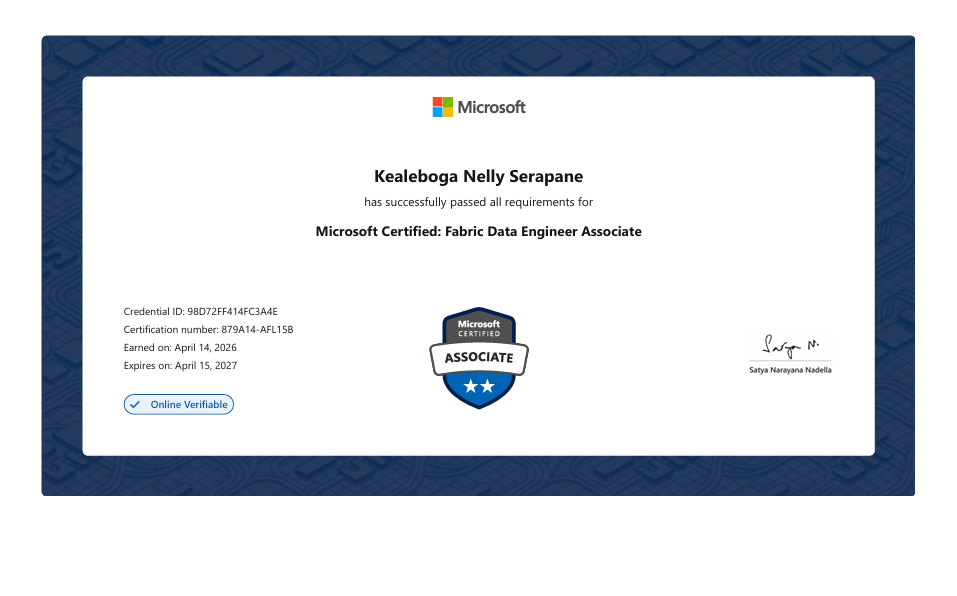 Microsoft
Kealeboga Nelly Serapane
has successfully passed all requirements for
Microsoft Certified: Fabric Data Engineer Associate
Credential ID: 98D72FF414FC3A4E
Certification number: 879A14-AFL15B
Earned on: April 14, 2026
Expires on: April 15, 2027
Online Verifiable
Microsoft
CERTIFIED
ASSOCIATE
Satya N.
Satya Narayana Nadella